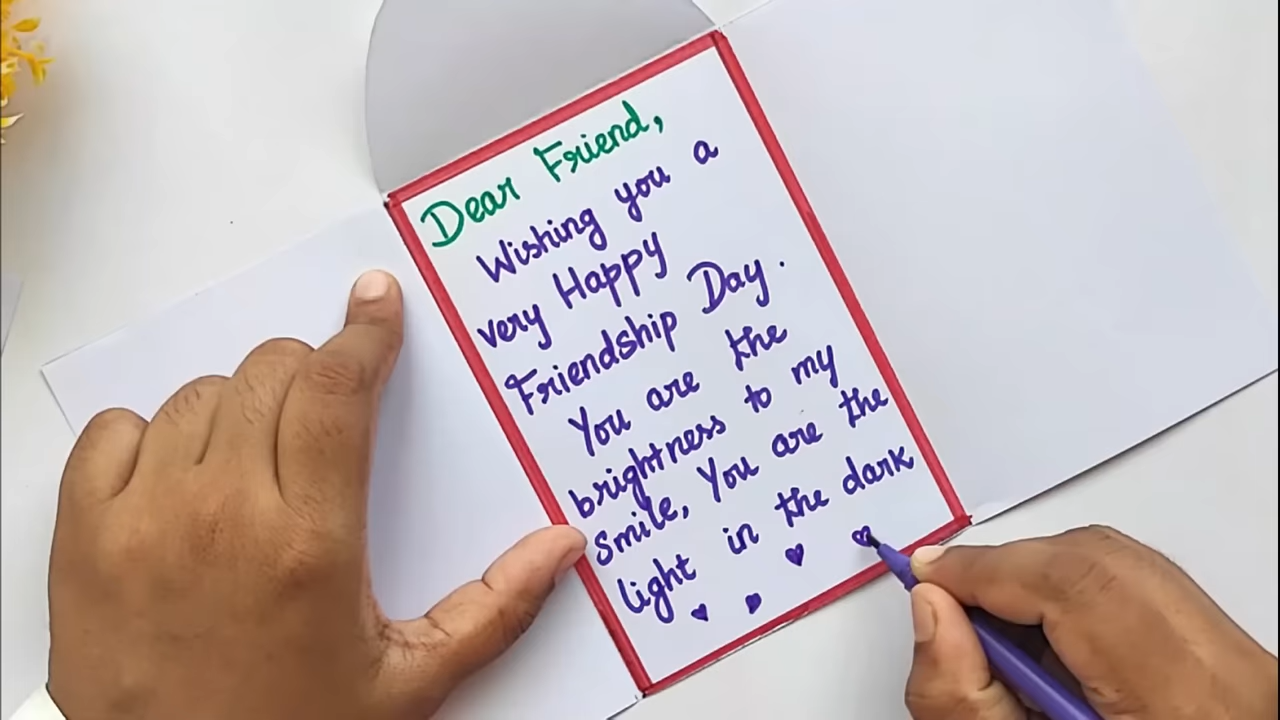 Dear Friend,
Wishing you a
very Happy
Friendship Day.
You are the
brightness to my
smile, You are the
light in the dark